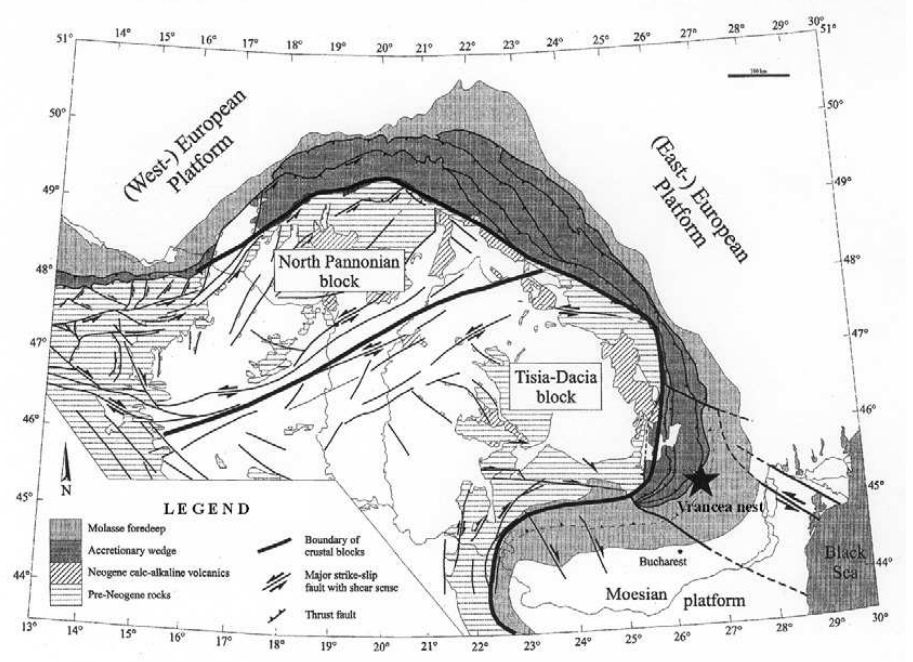 14° 15° 16° 17° 18° 19° 20° 21° 22° 23° 24° 25° 26° 27° 28° 29° 30°
51°
51°
100 km
50°
50°
(West-) European
Platform
(East-) European
Platform
49°
49°
48°
48°
North Pannonian
block
47°
47°
Tisia-Dacia
block
46°
46°
45°
45°
N
Vrancea nest
LEGEND
Molasse foredeep
Accretionary wedge
Neogene calc-alkaline volcanics
Pre-Neogene rocks
Boundary of
crustal blocks
Major strike-slip
fault with shear sense
Thrust fault
Bucharest
Black
Sea
44°
44°
Moesian platform
13° 14° 15° 16° 17° 18° 19° 20° 21° 22° 23° 24° 25° 26° 27° 28° 29° 30°